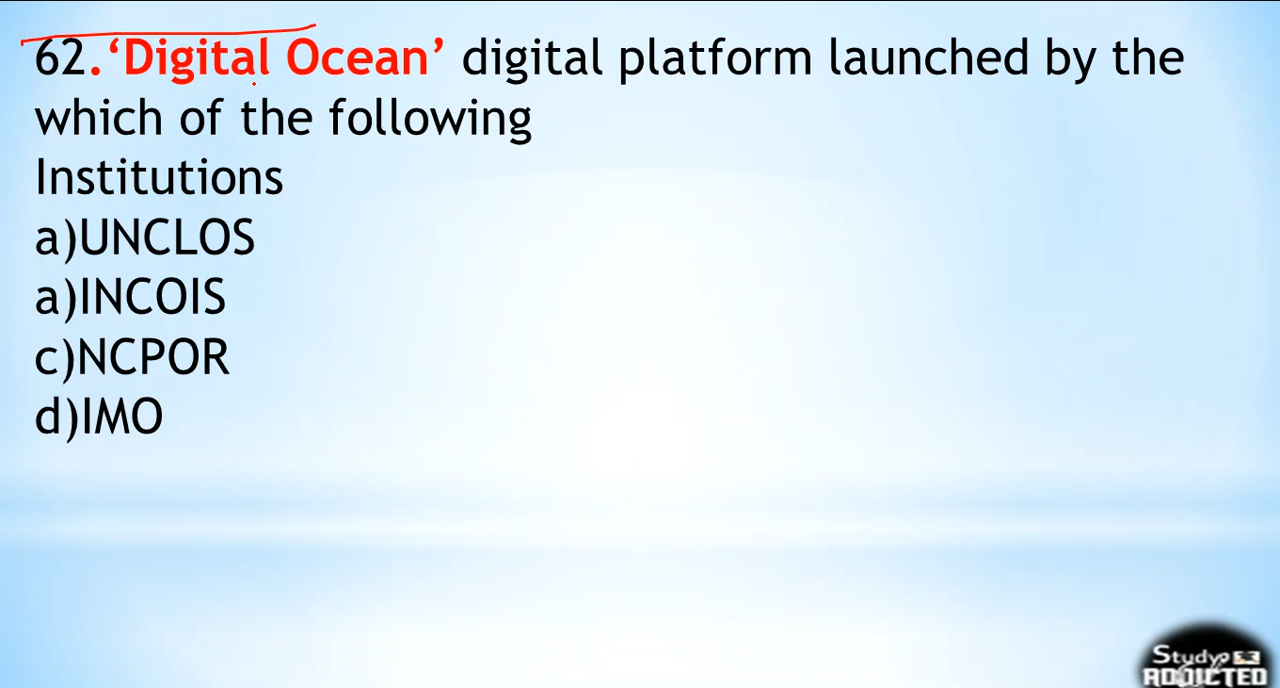 62.‘Digital Ocean’ digital platform launched by the
which of the following
Institutions
a)UNCLOS
a)INCOIS
c)NCPOR
d)IMO
Study
ADDICTED